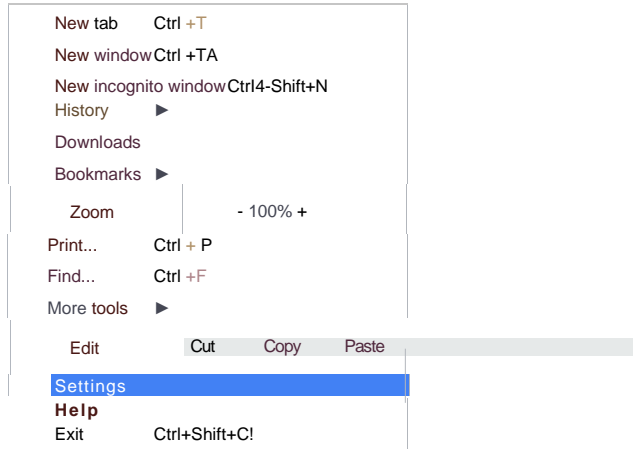 New tab Ctrl +T
New window Ctrl +TA
New incognito window Ctrl4-Shift+N
History ►
Downloads
Bookmarks ►
Zoom - 100% +
Print... Ctrl + P
Find... Ctrl +F
More tools ►
Edit Cut Copy Paste
Settings
Help
Exit Ctrl+Shift+C!